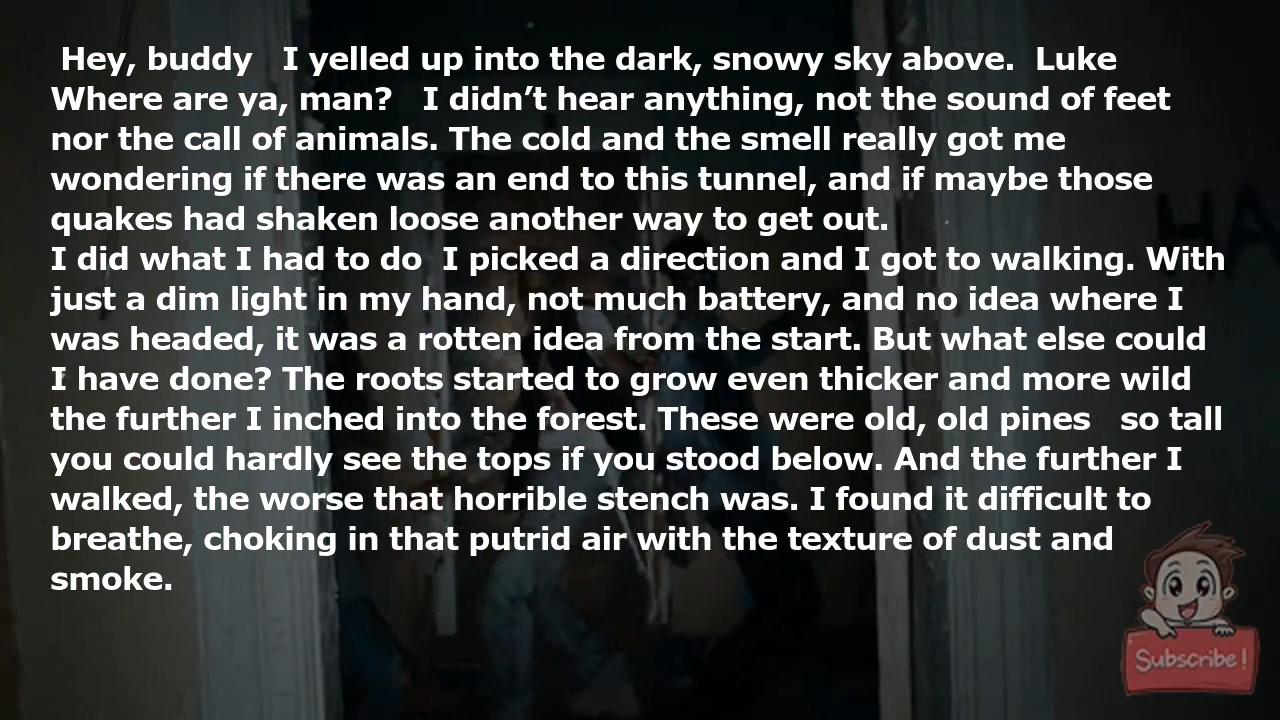 Hey, buddy   I yelled up into the dark, snowy sky above.  Luke
Where are ya, man?   I didn’t hear anything, not the sound of feet
nor the call of animals. The cold and the smell really got me
wondering if there was an end to this tunnel, and if maybe those
quakes had shaken loose another way to get out.
I did what I had to do  I picked a direction and I got to walking. With
just a dim light in my hand, not much battery, and no idea where I
was headed, it was a rotten idea from the start. But what else could
I have done? The roots started to grow even thicker and more wild
the further I inched into the forest. These were old, old pines   so tall
you could hardly see the tops if you stood below. And the further I
walked, the worse that horrible stench was. I found it difficult to
breathe, choking in that putrid air with the texture of dust and
smoke.
Subscribe!